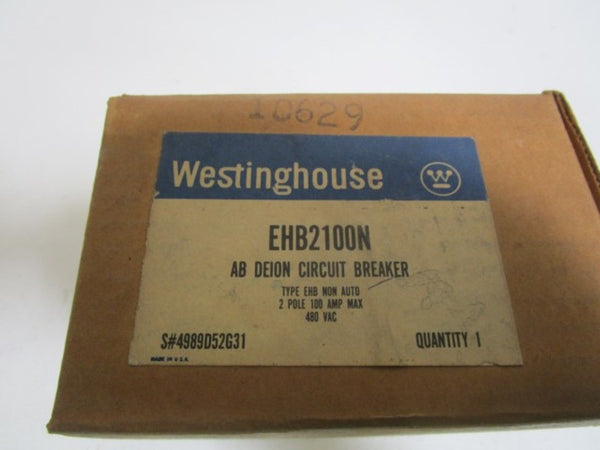 10629
Westinghouse W
EHB2100N
AB DEION CIRCUIT BREAKER
TYPE EHB NON AUTO
2 POLE 100 AMP MAX
480 VAC
S#4989D52G31 QUANTITY 1
MADE IN U.S.A.